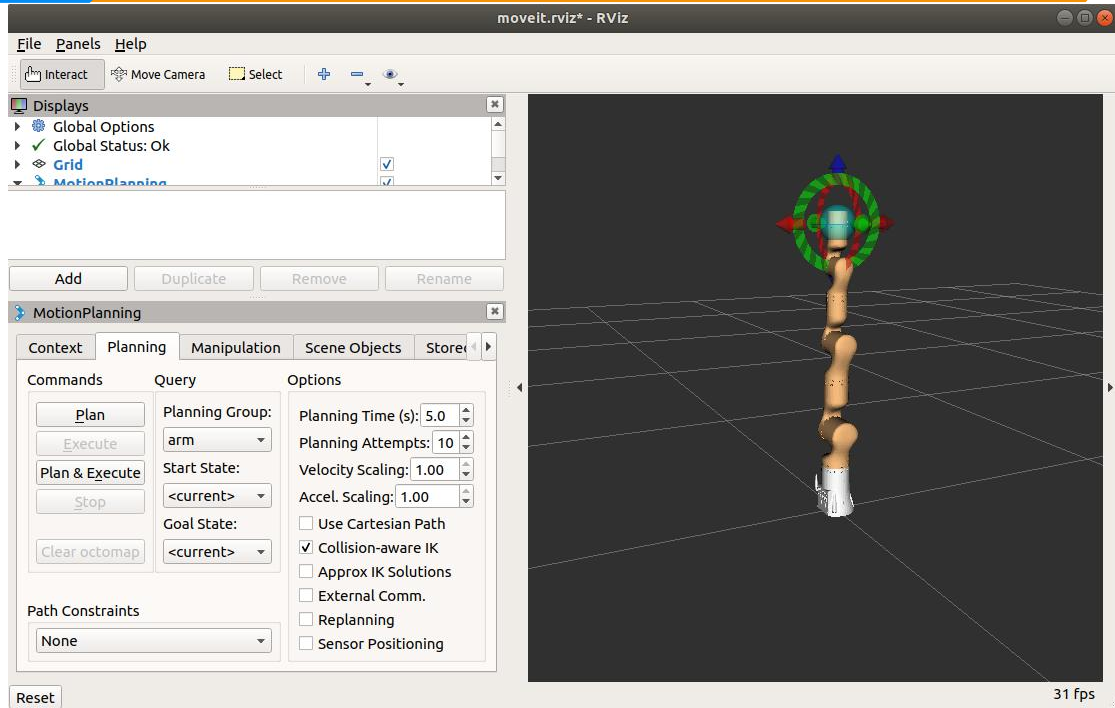 moveit.rviz* - RViz
File Panels Help
Interact Move Camera Select
Displays
Global Options
Global Status: Ok
Grid
MotionPlanning
Add Duplicate Remove Rename
MotionPlanning
Context Planning Manipulation Scene Objects Store
Commands Query Options
Plan
Execute
Plan & Execute
Stop
Clear octomap
Planning Group:
arm
Start State:
<current>
Goal State:
<current>
Planning Time (s): 5.0
Planning Attempts: 10
Velocity Scaling: 1.00
Accel. Scaling: 1.00
Use Cartesian Path
Collision-aware IK
Approx IK Solutions
External Comm.
Replanning
Sensor Positioning
Path Constraints
None
Reset
31 fps